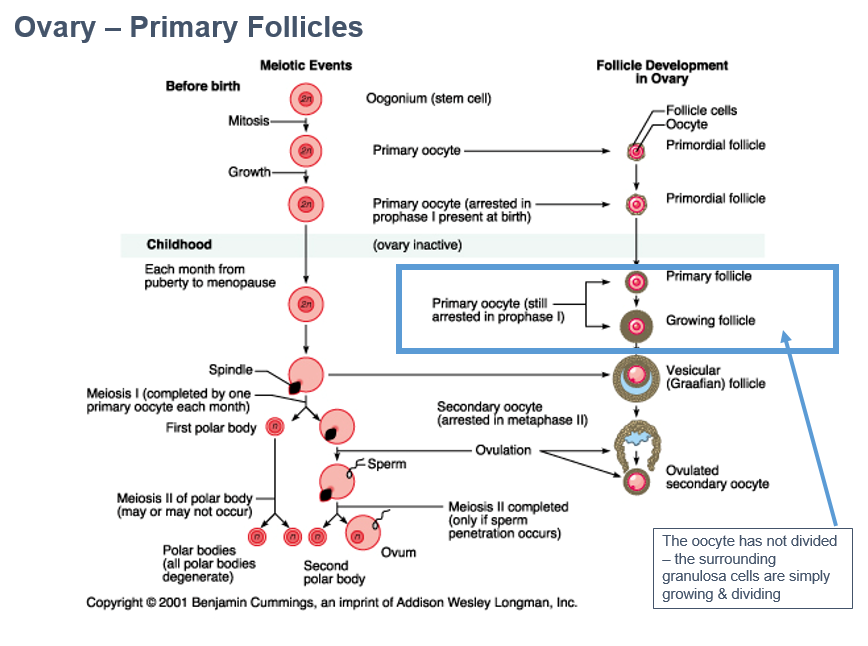 Ovary – Primary Follicles
Meiotic Events
Follicle Development
in Ovary
Before birth
2n
Oogonium (stem cell)
Follicle cells
Oocyte
Mitosis
2n
Primary oocyte
Primordial follicle
Growth
2n
Primary oocyte (arrested in
prophase I present at birth)
Primordial follicle
Childhood
(ovary inactive)
Each month from
puberty to menopause
2n
Primary oocyte (still
arrested in prophase I)
Primary follicle
Growing follicle
Spindle
Vesicular
(Graafian) follicle
Meiosis I (completed by one
primary oocyte each month)
Secondary oocyte
(arrested in metaphase II)
First polar body
n
Ovulation
Sperm
Ovulated
secondary oocyte
Meiosis II of polar body
(may or may not occur)
Meiosis II completed
(only if sperm
penetration occurs)
n
n
n
n
Polar bodies
(all polar bodies
degenerate)
Second
polar body
Ovum
The oocyte has not divided
– the surrounding
granulosa cells are simply
growing & dividing
Copyright © 2001 Benjamin Cummings, an imprint of Addison Wesley Longman, Inc.